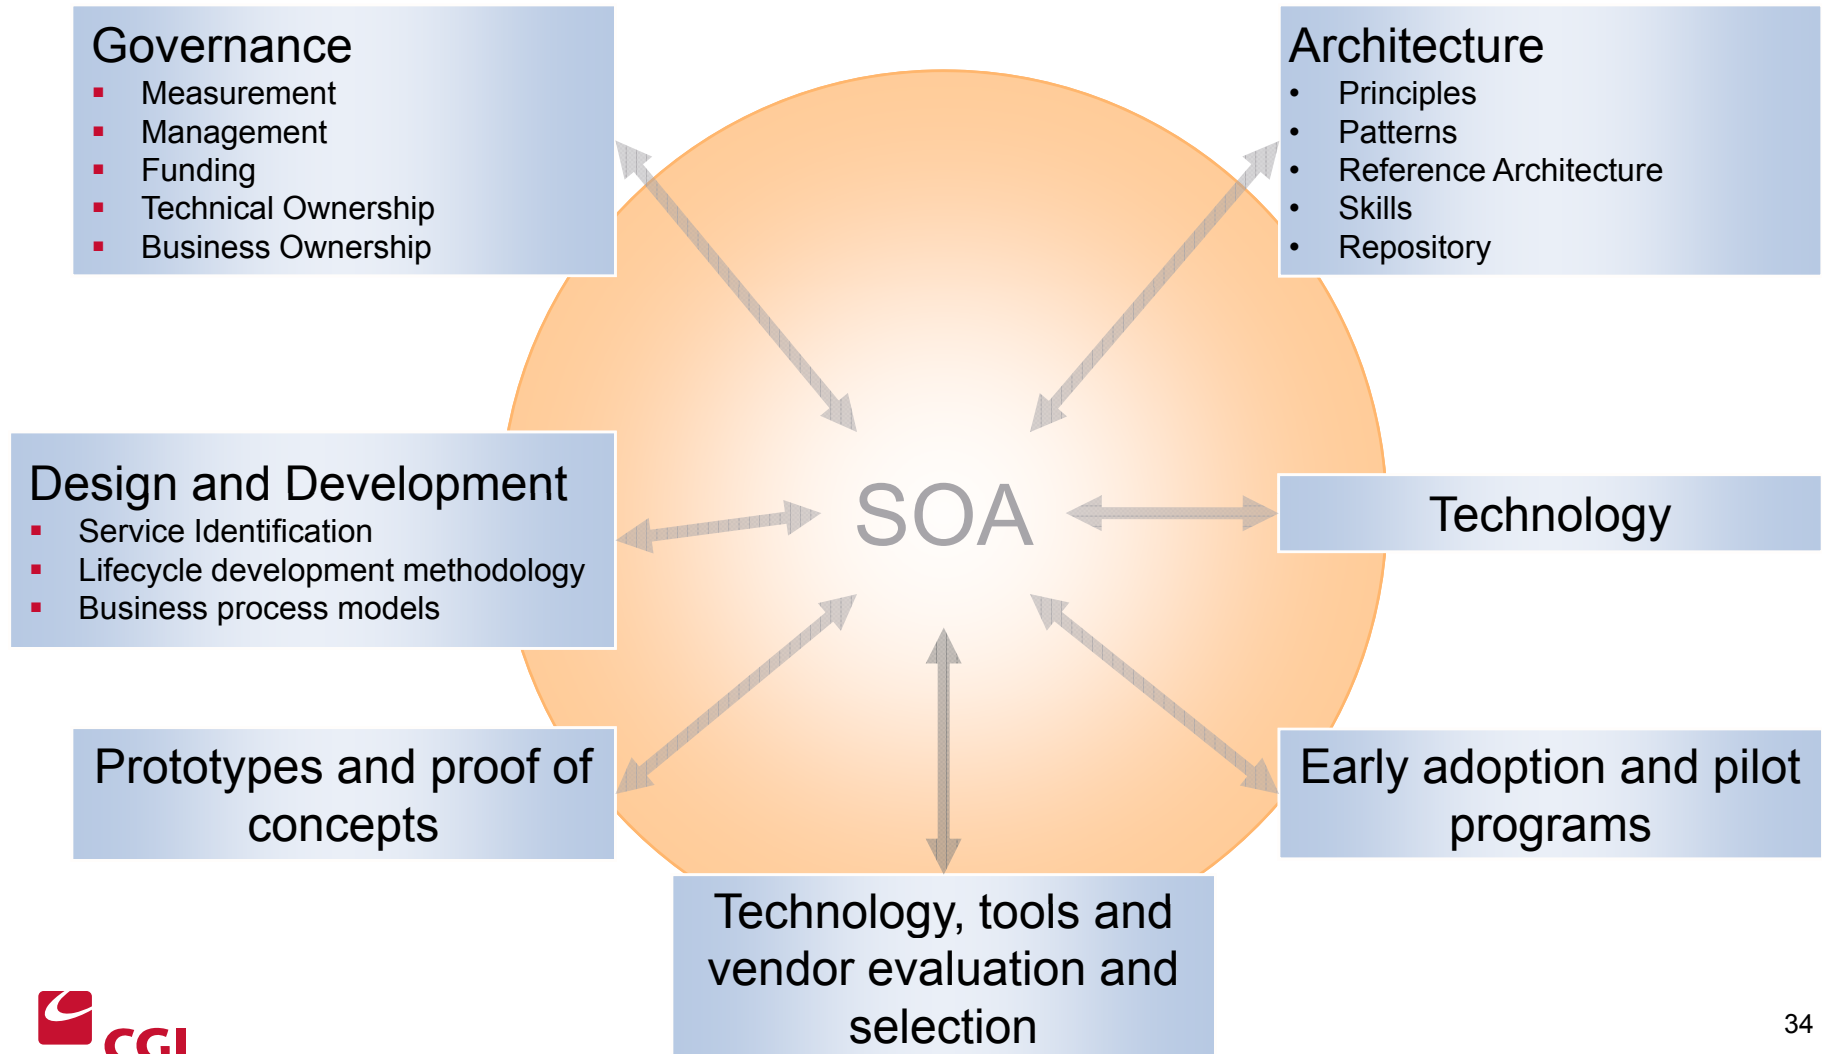 Governance
Measurement
Management
Funding
Technical Ownership
Business Ownership
Architecture
Principles
Patterns
Reference Architecture
Skills
Repository
Design and Development
Service Identification
Lifecycle development methodology
Business process models
SOA
Technology
Prototypes and proof of
concepts
Early adoption and pilot
programs
Technology, tools and
vendor evaluation and
selection
CGI
34